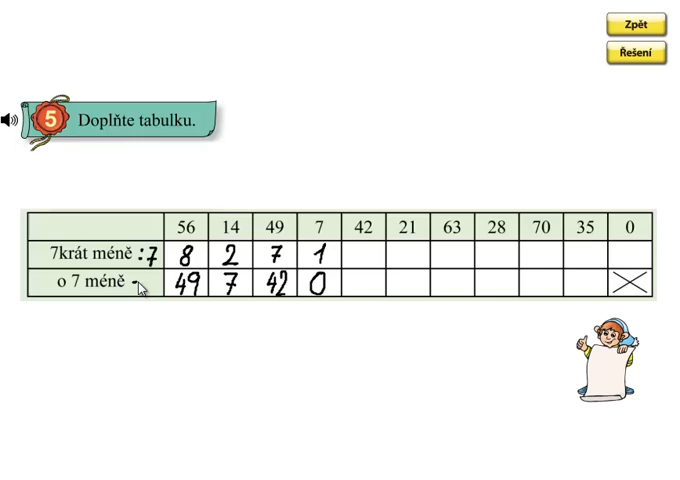 Zpět
Řešení
5 Doplňte tabulku.
56 14 49 7 42 21 63 28 70 35 0
7krát méně :7 8 2 7 1
o 7 méně - 49 7 42 0